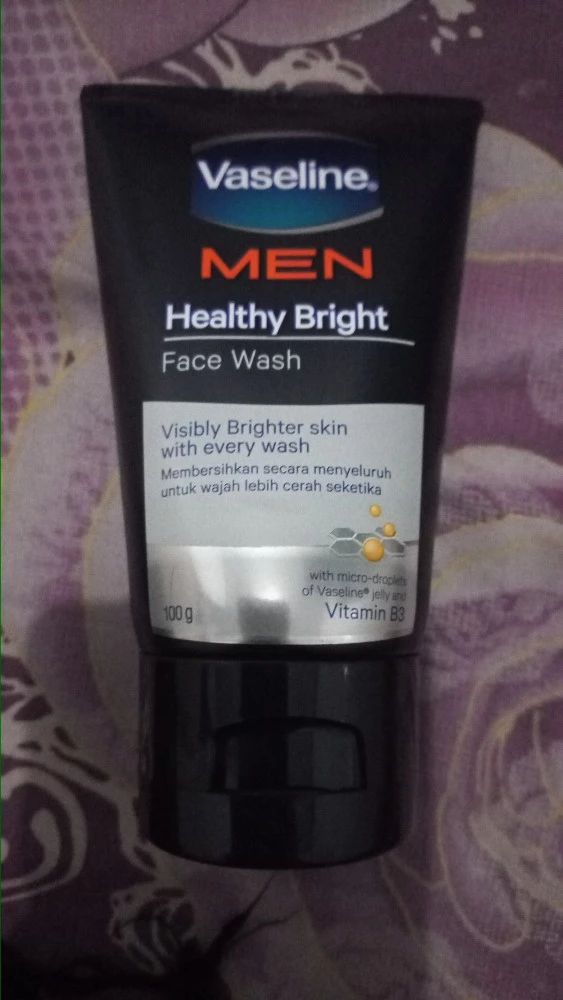 Vaseline®
MEN
Healthy Bright
Face Wash
Visibly Brighter skin
with every wash
Membersihkan secara menyeluruh
untuk wajah lebih cerah seketika
with micro-droplets
of Vaseline® jelly and
Vitamin B3
100 g